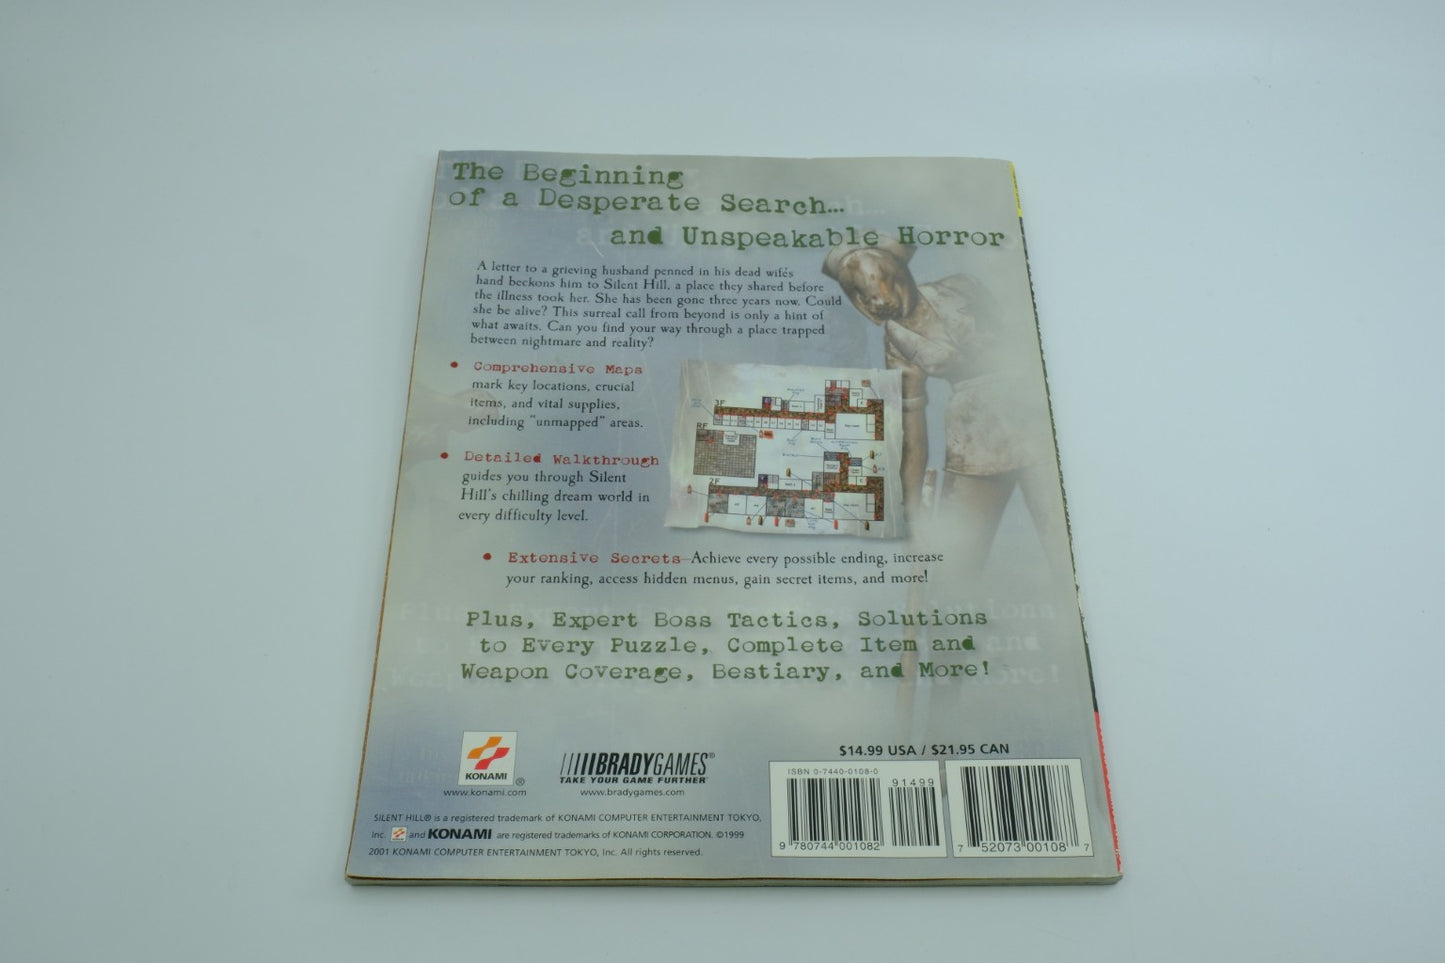 The Beginning
of a Desperate Search...
and Unspeakable Horror
A letter to a grieving husband penned in his dead wife's
hand beckons him to Silent Hill, a place they shared before
the illness took her. She has been gone three years now. Could
she be alive? This surreal call from beyond is only a hint of
what awaits. Can you find your way through a place trapped
between nightmare and reality?
• Comprehensive Maps
mark key locations, crucial
items, and vital supplies,
including "unmapped" areas.
3F
RF
2F
• Detailed Walkthrough
guides you through Silent
Hill's chilling dream world in
every difficulty level.
• Extensive Secrets—Achieve every possible ending, increase
your ranking, access hidden menus, gain secret items, and more!
Plus, Expert Boss Tactics, Solutions
to Every Puzzle, Complete Item and
Weapon Coverage, Bestiary, and More!
KONAMI®
www.konami.com
BRADYGAMES®
TAKE YOUR GAME FURTHER
www.bradygames.com
$14.99 USA / $21.95 CAN
ISBN 0-7440-0108-0
91499
9 780744 001082
7 52073 00108 7
SILENT HILL® is a registered trademark of KONAMI COMPUTER ENTERTAINMENT TOKYO,
Inc. and KONAMI are registered trademarks of KONAMI CORPORATION. ©1999
2001 KONAMI COMPUTER ENTERTAINMENT TOKYO, Inc. All rights reserved.